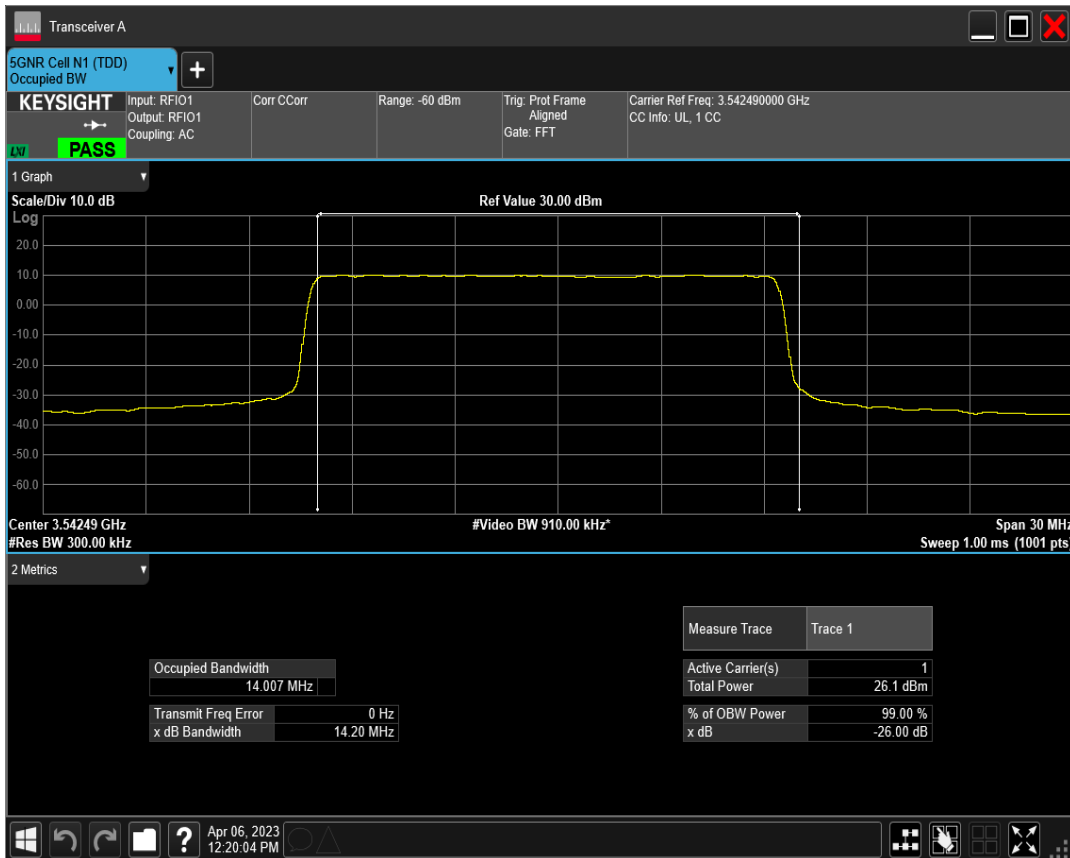 Transceiver A
5GNR Cell N1 (TDD)
Occupied BW
+
KEYSIGHT
LXI
PASS
Input: RFIO1
Output: RFIO1
Coupling: AC
Corr CCorr
Range: -60 dBm
Trig: Prot Frame
Aligned
Gate: FFT
Carrier Ref Freq: 3.542490000 GHz
CC Info: UL, 1 CC
1 Graph
Scale/Div 10.0 dB
Ref Value 30.00 dBm
Log
20.0
10.0
0.00
-10.0
-20.0
-30.0
-40.0
-50.0
-60.0
Center 3.54249 GHz
#Video BW 910.00 kHz*
Span 30 MHz
#Res BW 300.00 kHz
Sweep 1.00 ms (1001 pts)
2 Metrics
Measure Trace Trace 1
Occupied Bandwidth
14.007 MHz
Active Carrier(s) 1
Total Power 26.1 dBm
Transmit Freq Error 0 Hz
x dB Bandwidth 14.20 MHz
% of OBW Power 99.00 %
x dB -26.00 dB
?
Apr 06, 2023
12:20:04 PM